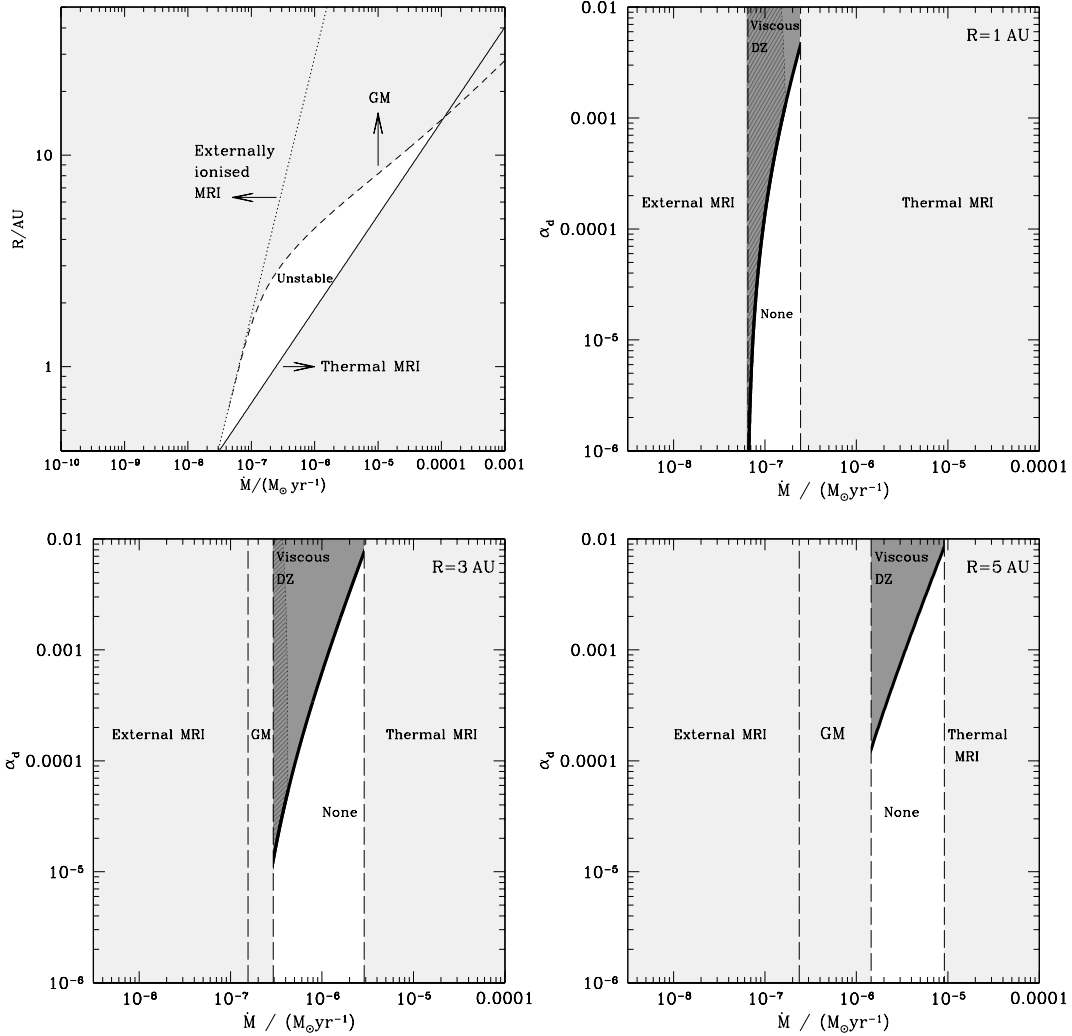 GM
Externally
ionised
MRI
10
R/AU
Unstable
1
Thermal MRI
10⁻¹⁰ 10⁻⁹ 10⁻⁸ 10⁻⁷ 10⁻⁶ 10⁻⁵ 0.0001 0.001
Ṁ/(M⊙ yr⁻¹)
0.01
Viscous
DZ
R=1 AU
0.001
External MRI
Thermal MRI
α_d
0.0001
None
10⁻⁵
10⁻⁶
10⁻⁸ 10⁻⁷ 10⁻⁶ 10⁻⁵ 0.0001
Ṁ / (M⊙yr⁻¹)
0.01
Viscous
DZ
R=3 AU
0.001
External MRI
GM
Thermal MRI
α_d
0.0001
None
10⁻⁵
10⁻⁶
10⁻⁸ 10⁻⁷ 10⁻⁶ 10⁻⁵ 0.0001
Ṁ / (M⊙yr⁻¹)
0.01
Viscous
DZ
R=5 AU
0.001
External MRI
GM
Thermal
MRI
α_d
0.0001
None
10⁻⁵
10⁻⁶
10⁻⁸ 10⁻⁷ 10⁻⁶ 10⁻⁵ 0.0001
Ṁ / (M⊙yr⁻¹)